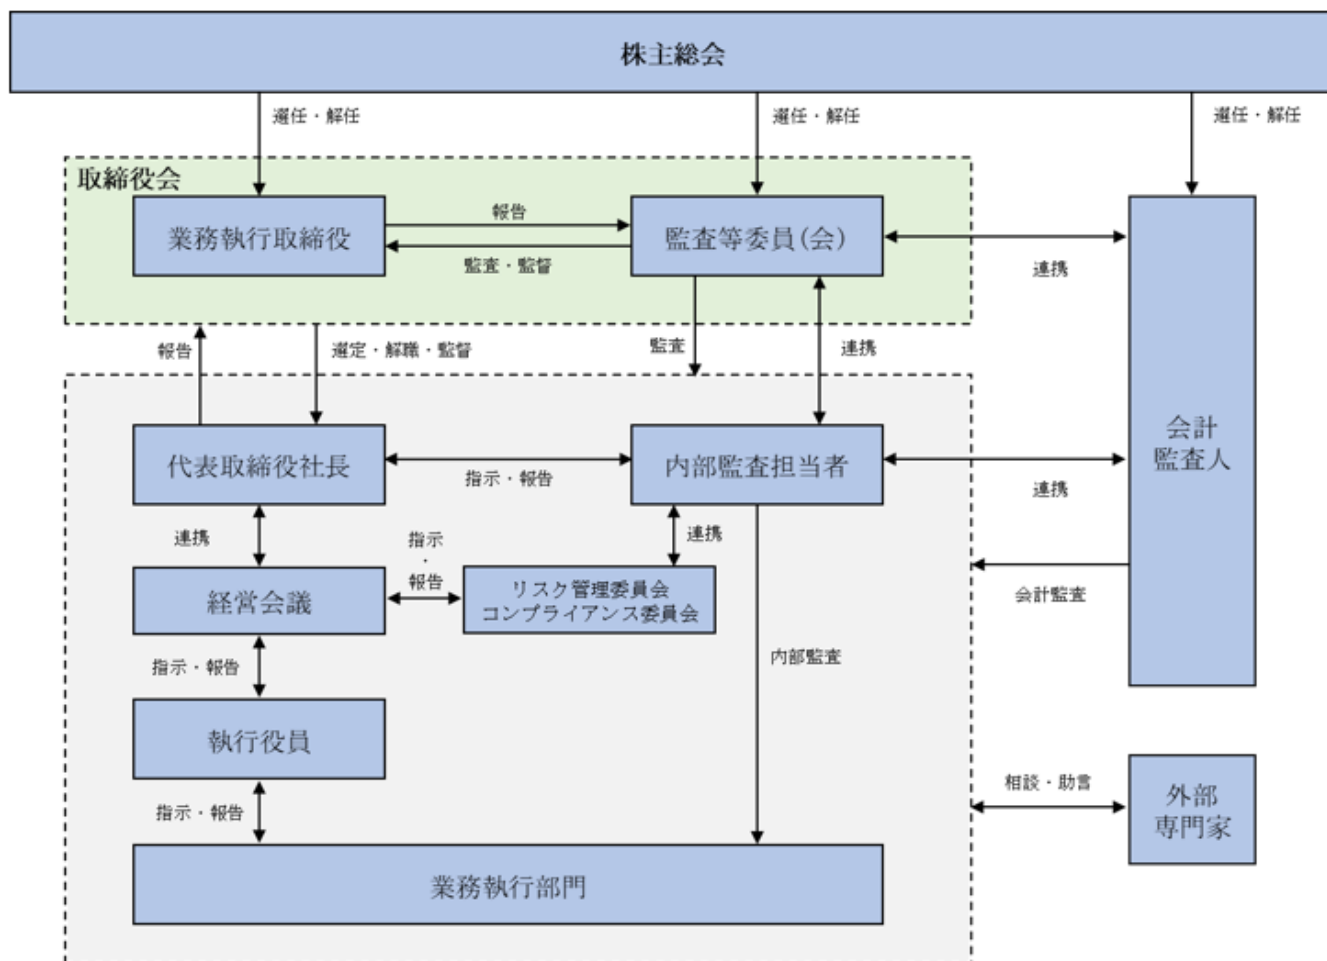 株主総会
選任・解任
選任・解任
選任・解任
取締役会
業務執行取締役
報告
監査・監督
監査等委員(会)
連携
報告
選定・解職・監督
監査
連携
会計
監査人
代表取締役社長
指示・報告
内部監査担当者
連携
連携
指示
・
報告
連携
経営会議
リスク管理委員会
コンプライアンス委員会
会計監査
指示・報告
内部監査
執行役員
相談・助言
外部
専門家
指示・報告
業務執行部門